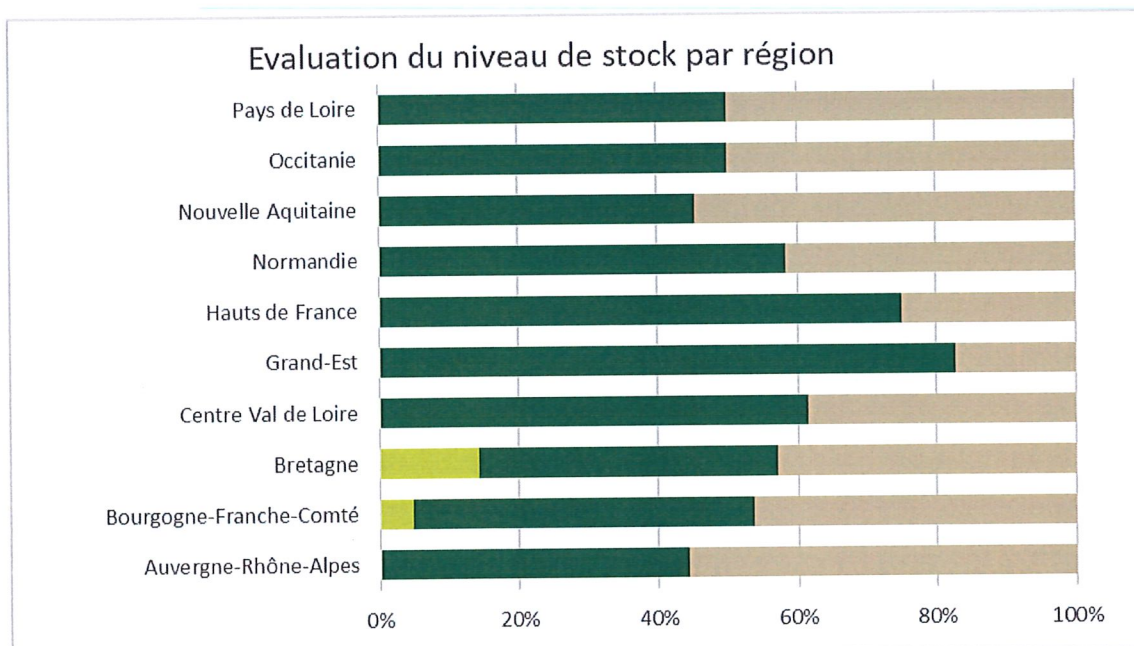 Evaluation du niveau de stock par région
Pays de Loire
Occitanie
Nouvelle Aquitaine
Normandie
Hauts de France
Grand-Est
Centre Val de Loire
Bretagne
Bourgogne-Franche-Comté
Auvergne-Rhône-Alpes
0% 20% 40% 60% 80% 100%